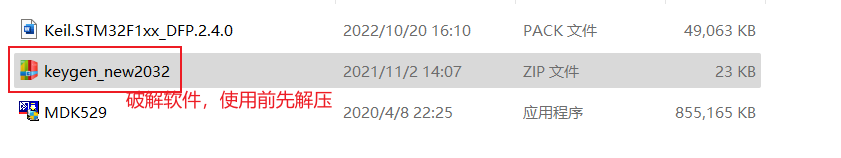 Keil.STM32F1xx_DFP.2.4.0 2022/10/20 16:10 PACK 文件 49,063 KB
keygen_new2032 2021/11/2 14:07 ZIP 文件 23 KB
破解软件，使用前先解压
MDK529 2020/4/8 22:25 应用程序 855,165 KB